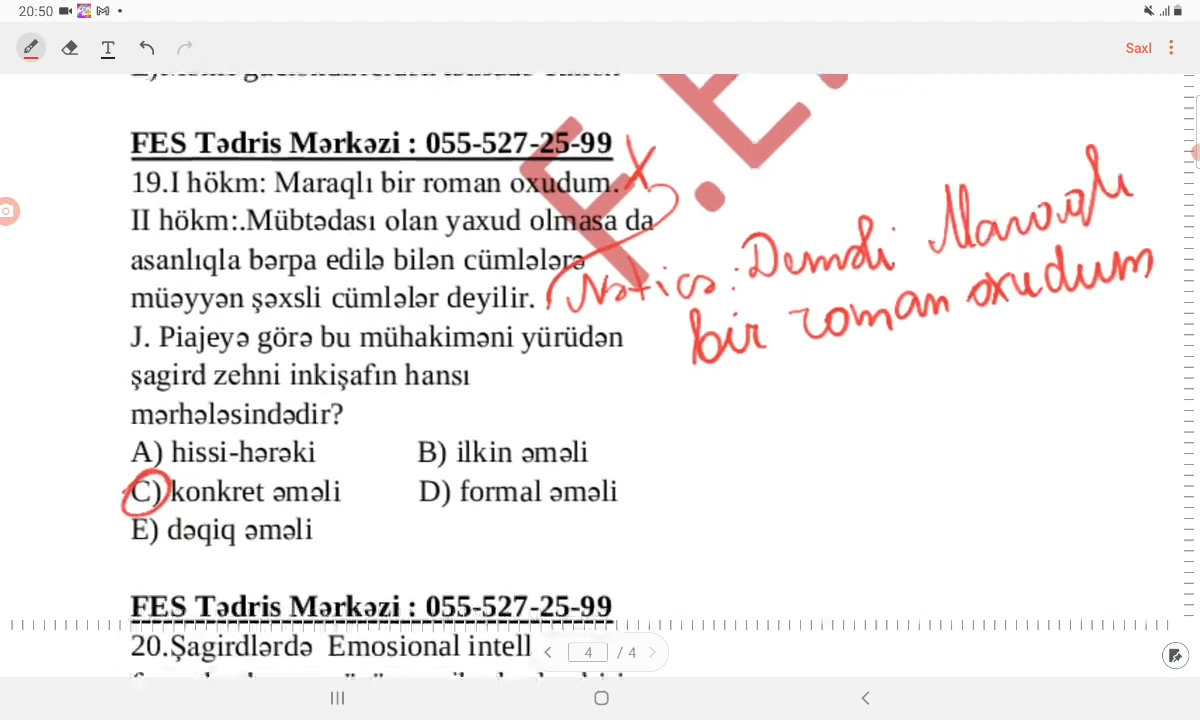 20:50
T
Saxl
FES Tədris Mərkəzi : 055-527-25-99
19.I hökm: Maraqlı bir roman oxudum.
II hökm:.Mübtədası olan yaxud olmasa da
asanlıqla bərpa edilə bilən cümlələrə
müəyyən şəxsli cümlələr deyilir.
J. Piajeyə görə bu mühakiməni yürüdən
şagird zehni inkişafın hansı
mərhələsindədir?
A) hissi-hərəki B) ilkin əməli
C) konkret əməli D) formal əməli
E) dəqiq əməli
Nəticə: Deməli Maraqlı
bir roman oxudum
F.E.
FES Tədris Mərkəzi : 055-527-25-99
20.Şagirdlərdə Emosional intell
4 / 4